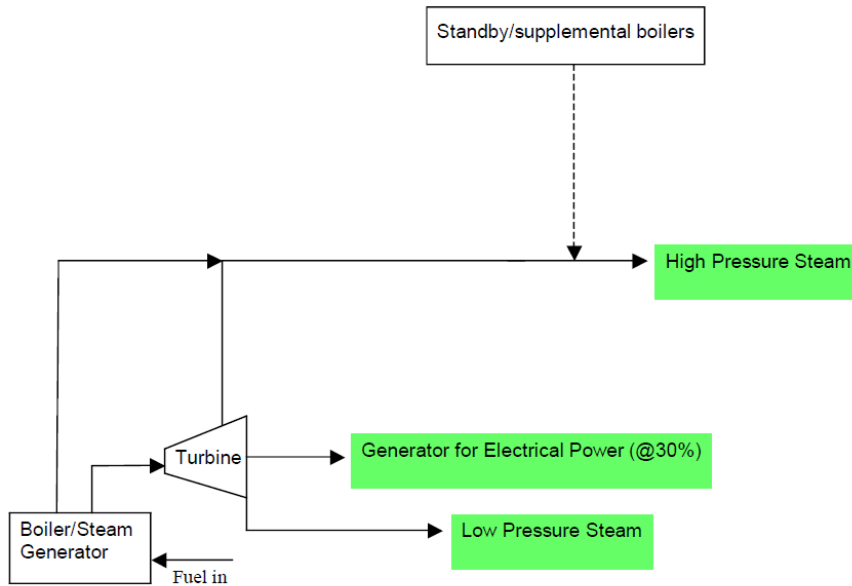 Standby/supplemental boilers
High Pressure Steam
Turbine
Generator for Electrical Power (@30%)
Low Pressure Steam
Boiler/Steam
Generator
Fuel in